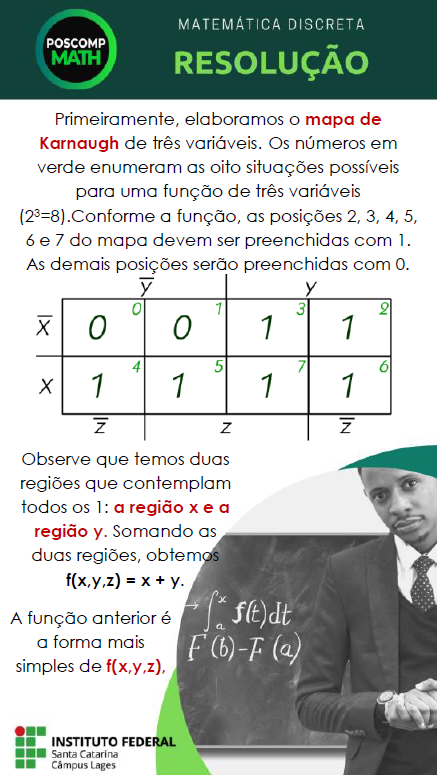 POSCOMP
MATH
MATEMÁTICA DISCRETA
RESOLUÇÃO
Primeiramente, elaboramos o mapa de
Karnaugh de três variáveis. Os números em
verde enumeram as oito situações possíveis
para uma função de três variáveis
(2³=8).Conforme a função, as posições 2, 3, 4, 5,
6 e 7 do mapa devem ser preenchidas com 1.
As demais posições serão preenchidas com 0.
y̅ y
x̅ 0 0 0 1 1 3 1 2
x 1 4 1 5 1 7 1 6
z̅ z z̅
Observe que temos duas
regiões que contemplam
todos os 1: a região x e a
região y. Somando as
duas regiões, obtemos
f(x,y,z) = x + y.
A função anterior é
a forma mais
simples de f(x,y,z),
→∫ₐˣ f(t)dt
F(b)-F(a)
INSTITUTO FEDERAL
Santa Catarina
Câmpus Lages